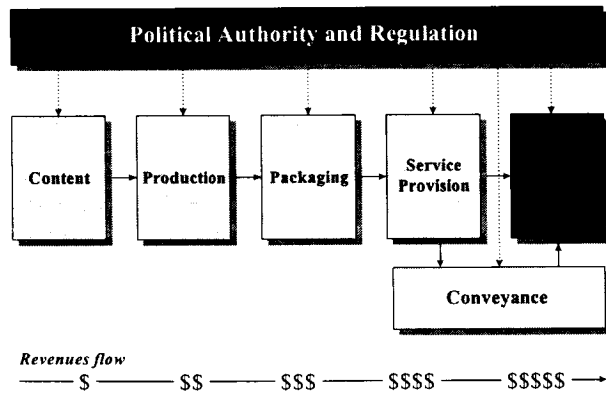 Political Authority and Regulation
Content
Production
Packaging
Service
Provision
Conveyance
Revenues flow
$ $$ $$$ $$$$ $$$$$